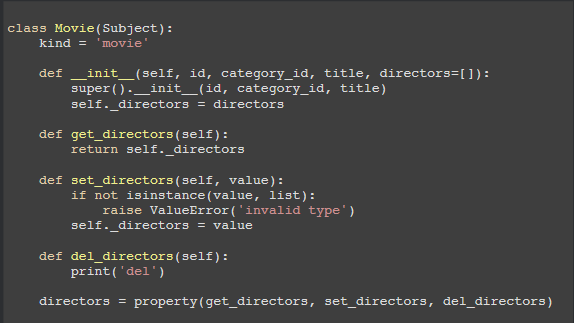 class Movie(Subject):
    kind = 'movie'
    def __init__(self, id, category_id, title, directors=[]):
        super().__init__(id, category_id, title)
        self._directors = directors
    def get_directors(self):
        return self._directors
    def set_directors(self, value):
        if not isinstance(value, list):
            raise ValueError('invalid type')
        self._directors = value
    def del_directors(self):
        print('del')
    directors = property(get_directors, set_directors, del_directors)